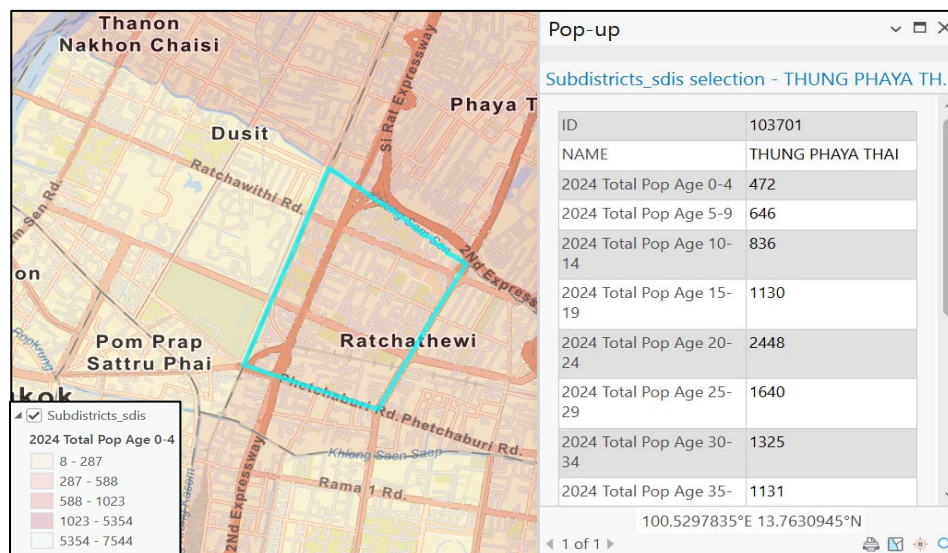 Thanon
Nakhon Chaisi
Si Rat Expressway
Phaya T
Dusit
Ratchawithi Rd.
m Sen Rd.
2Nd Expressw
on
Ratchathewi
Pom Prap
Sattru Phai
Phetchaburi Rd.
Phetchaburi Rd.
Khlong Saen Saep
Rama 1 Rd.
2Nd Expressway
kok
Subdistricts_sdis
2024 Total Pop Age 0-4
8 - 287
287 - 588
588 - 1023
1023 - 5354
5354 - 7544
Pop-up
Subdistricts_sdis selection - THUNG PHAYA TH.
ID 103701
NAME THUNG PHAYA THAI
2024 Total Pop Age 0-4 472
2024 Total Pop Age 5-9 646
2024 Total Pop Age 10-
14 836
2024 Total Pop Age 15-
19 1130
2024 Total Pop Age 20-
24 2448
2024 Total Pop Age 25-
29 1640
2024 Total Pop Age 30-
34 1325
2024 Total Pop Age 35- 1131
100.5297835°E 13.7630945°N
1 of 1